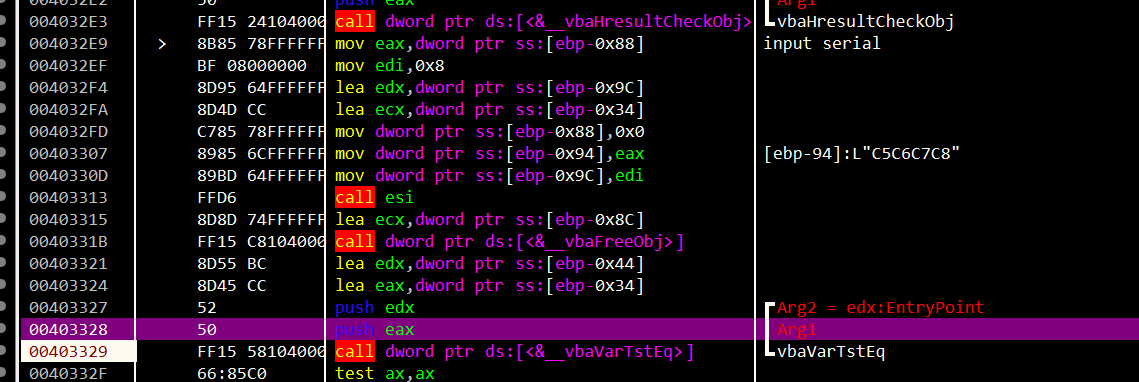 004032E2 50 push eax Arg1
004032E3 FF15 24104000 call dword ptr ds:[<&__vbaHresultCheckObj> vbaHresultCheckObj
004032E9 > 8B85 78FFFFFF mov eax,dword ptr ss:[ebp-0x88] input serial
004032EF BF 08000000 mov edi,0x8
004032F4 8D95 64FFFFFF lea edx,dword ptr ss:[ebp-0x9C]
004032FA 8D4D CC lea ecx,dword ptr ss:[ebp-0x34]
004032FD C785 78FFFFFF mov dword ptr ss:[ebp-0x88],0x0
00403307 8985 6CFFFFFF mov dword ptr ss:[ebp-0x94],eax [ebp-94]:L"C5C6C7C8"
0040330D 89BD 64FFFFFF mov dword ptr ss:[ebp-0x9C],edi
00403313 FFD6 call esi
00403315 8D8D 74FFFFFF lea ecx,dword ptr ss:[ebp-0x8C]
0040331B FF15 C8104000 call dword ptr ds:[<&__vbaFreeObj>]
00403321 8D55 BC lea edx,dword ptr ss:[ebp-0x44]
00403324 8D45 CC lea eax,dword ptr ss:[ebp-0x34]
00403327 52 push edx Arg2 = edx:EntryPoint
00403328 50 push eax Arg1
00403329 FF15 58104000 call dword ptr ds:[<&__vbaVarTstEq>] vbaVarTstEq
0040332F 66:85C0 test ax,ax